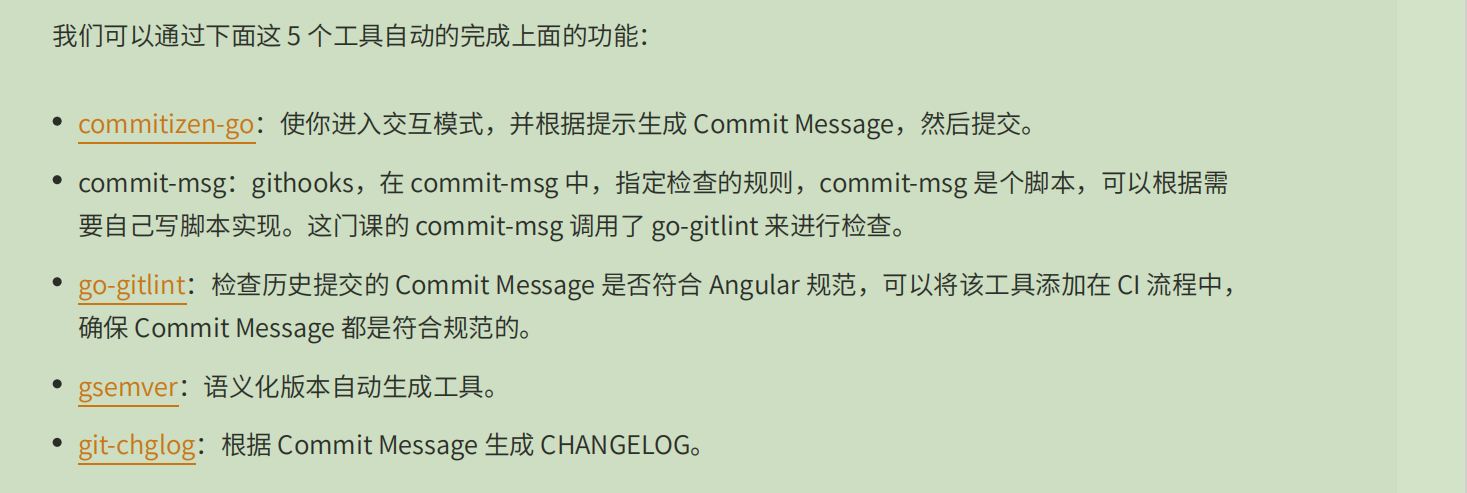 我们可以通过下面这 5 个工具自动的完成上面的功能：
• commitizen-go：使你进入交互模式，并根据提示生成 Commit Message，然后提交。
• commit-msg：githooks，在 commit-msg 中，指定检查的规则，commit-msg 是个脚本，可以根据需
要自己写脚本实现。这门课的 commit-msg 调用了 go-gitlint 来进行检查。
• go-gitlint：检查历史提交的 Commit Message 是否符合 Angular 规范，可以将该工具添加在 CI 流程中，
确保 Commit Message 都是符合规范的。
• gsemver：语义化版本自动生成工具。
• git-chglog：根据 Commit Message 生成 CHANGELOG。